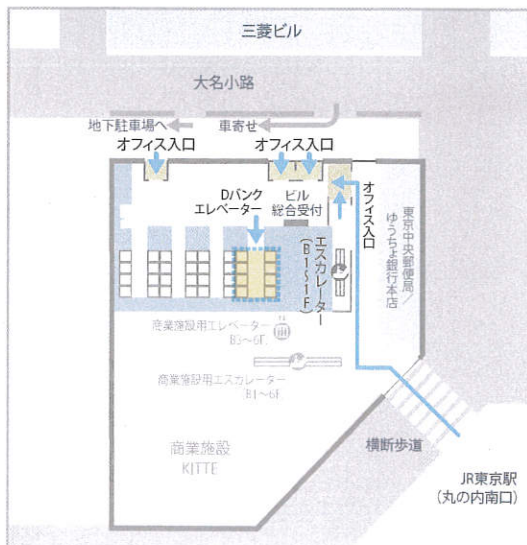 三菱ビル
大名小路
地下駐車場へ
車寄せ
オフィス入口
オフィス入口
Dバンク
エレベーター
ビル
総合受付
オフィス入口
エスカレーター
(B1〜1F)
東京中央郵便局/
ゆうちょ銀行本店
商業施設用エレベーター
B3〜6F
商業施設用エスカレーター
B1〜6F
商業施設
KITTE
横断歩道
JR東京駅
(丸の内南口)